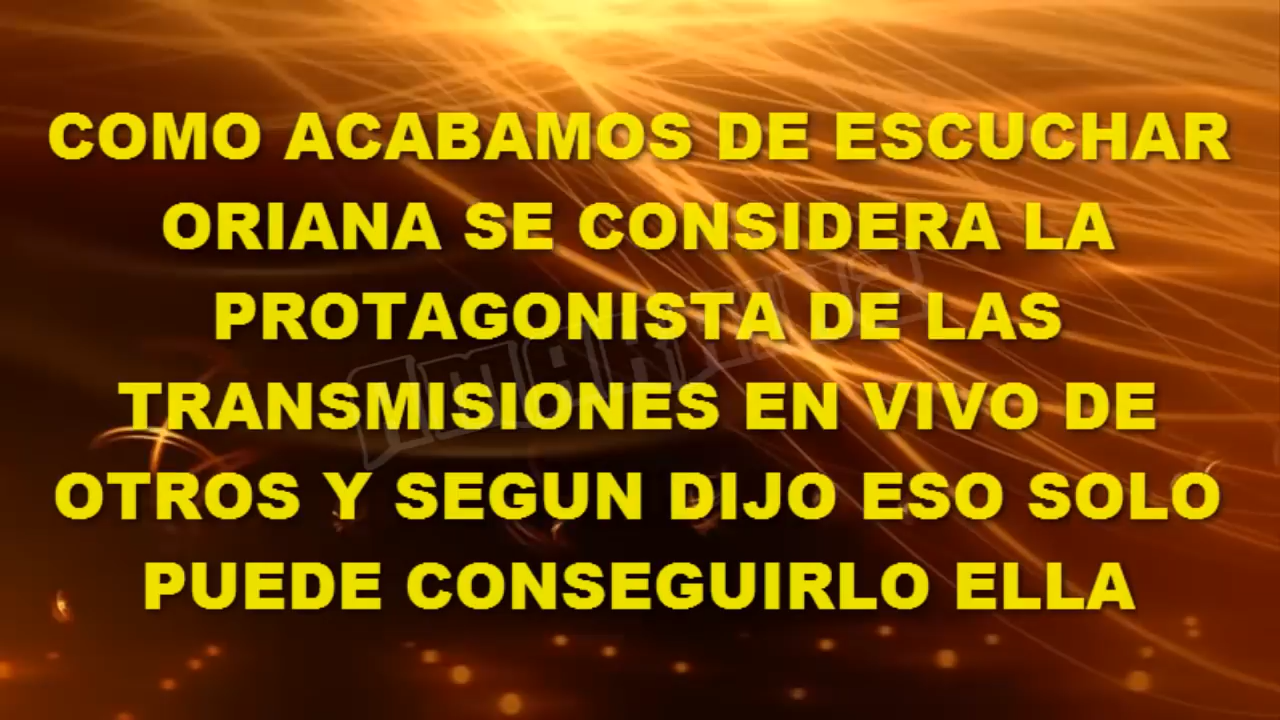 COMO ACABAMOS DE ESCUCHAR
ORIANA SE CONSIDERA LA
PROTAGONISTA DE LAS
TRANSMISIONES EN VIVO DE
OTROS Y SEGUN DIJO ESO SOLO
PUEDE CONSEGUIRLO ELLA